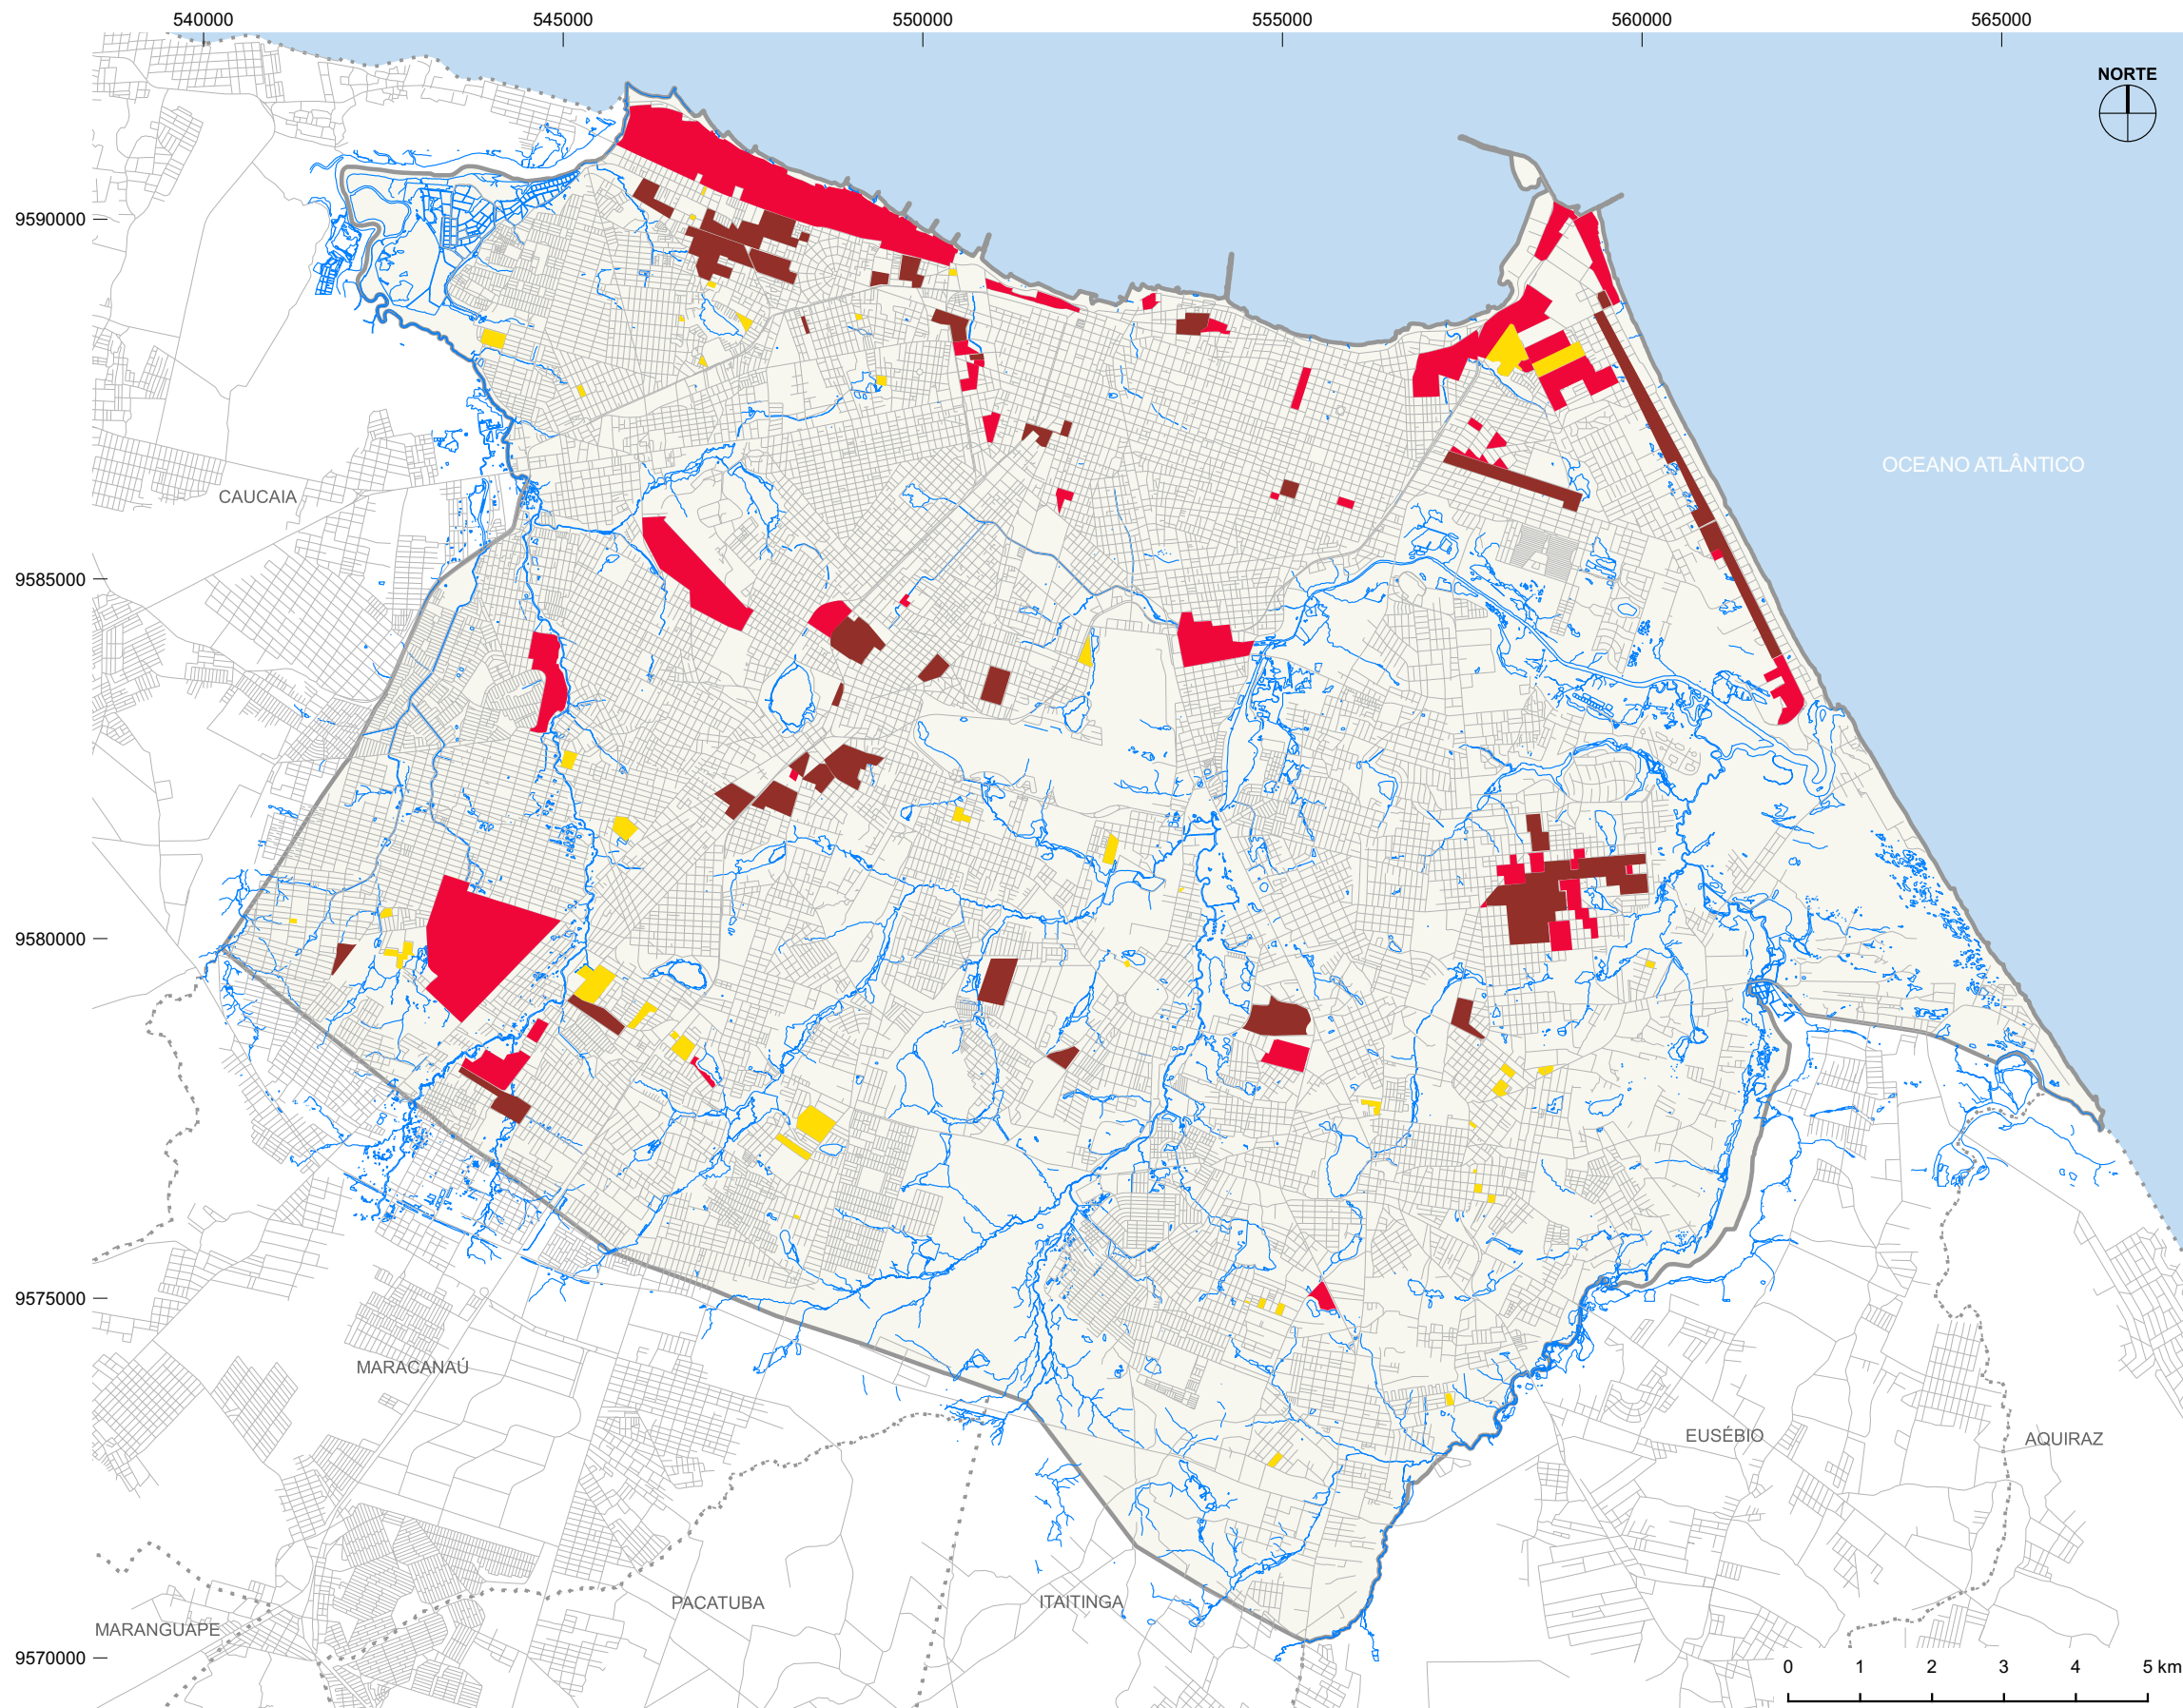 540000
545000
550000
555000
560000
565000
NORTE
9590000
OCEANO ATLÂNTICO
CAUCAIA
9585000
9580000
9575000
MARACANAÚ
EUSÉBIO
AQUIRAZ
PACATUBA
ITAITINGA
MARANGUAPE
9570000
0 1 2 3 4 5 km